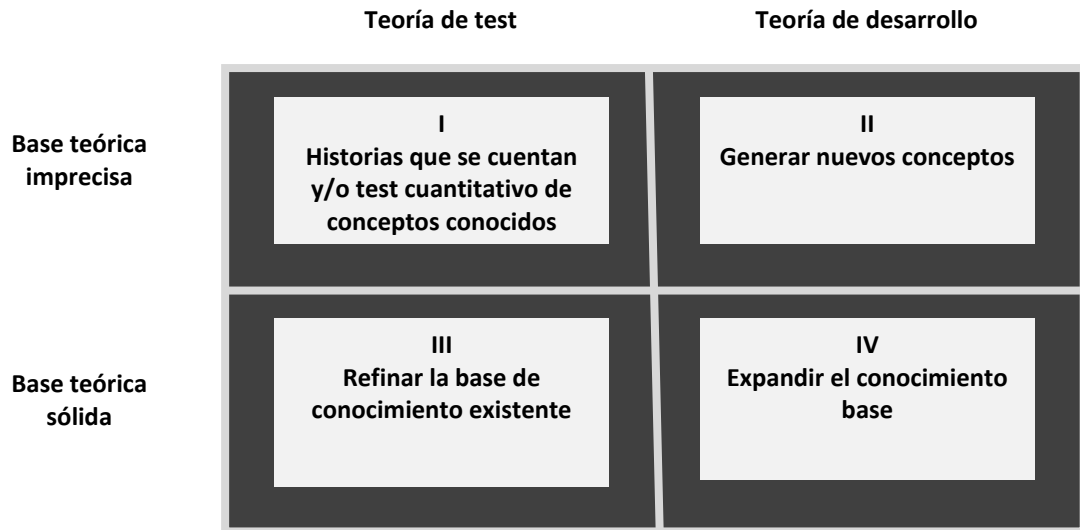 Teoría de test
Teoría de desarrollo
Base teórica
imprecisa
I
Historias que se cuentan
y/o test cuantitativo de
conceptos conocidos
II
Generar nuevos conceptos
Base teórica
sólida
III
Refinar la base de
conocimiento existente
IV
Expandir el conocimiento
base